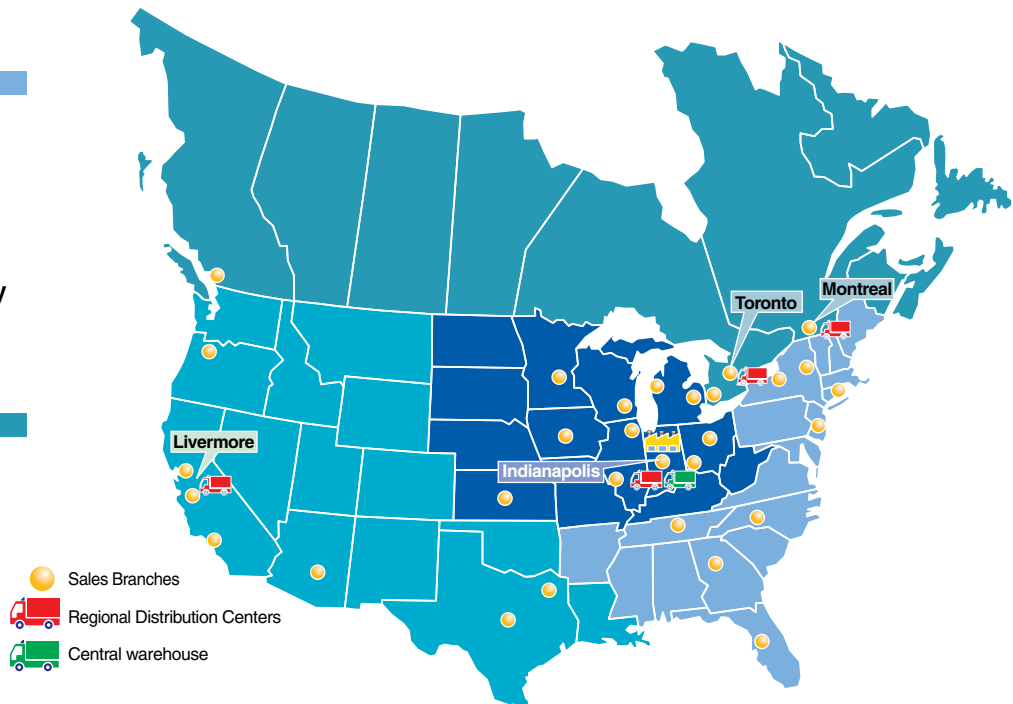 Montreal
Toronto
Livermore
Indianapolis
Sales Branches
Regional Distribution Centers
Central warehouse